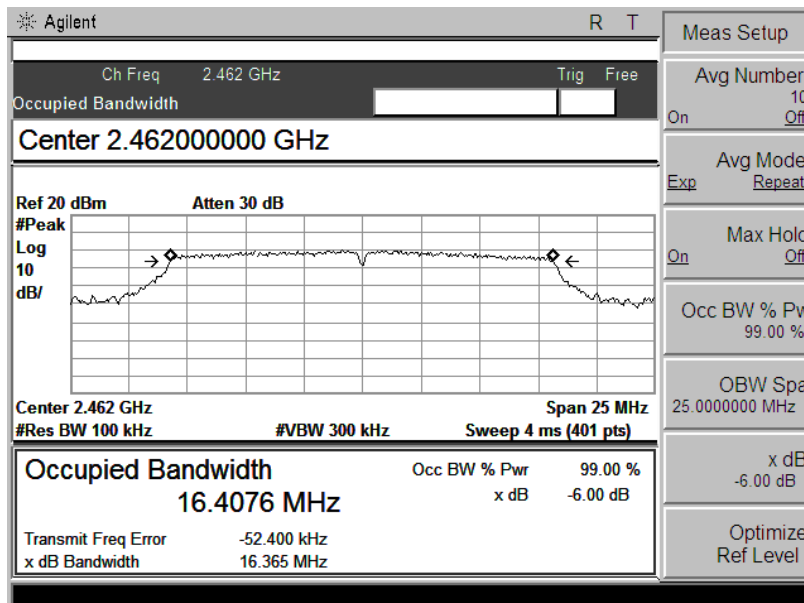 Agilent R T
Ch Freq 2.462 GHz Trig Free
Occupied Bandwidth
Center 2.462000000 GHz
Ref 20 dBm Atten 30 dB
#Peak
Log
10
dB/
Center 2.462 GHz Span 25 MHz
#Res BW 100 kHz #VBW 300 kHz Sweep 4 ms (401 pts)
Occupied Bandwidth Occ BW % Pwr 99.00 %
16.4076 MHz x dB -6.00 dB
Transmit Freq Error -52.400 kHz
x dB Bandwidth 16.365 MHz
Meas Setup
Avg Number
10
On Off
Avg Mode
Exp Repeat
Max Hold
On Off
Occ BW % Pw
99.00 %
OBW Spa
25.0000000 MHz
x dB
-6.00 dB
Optimize
Ref Level